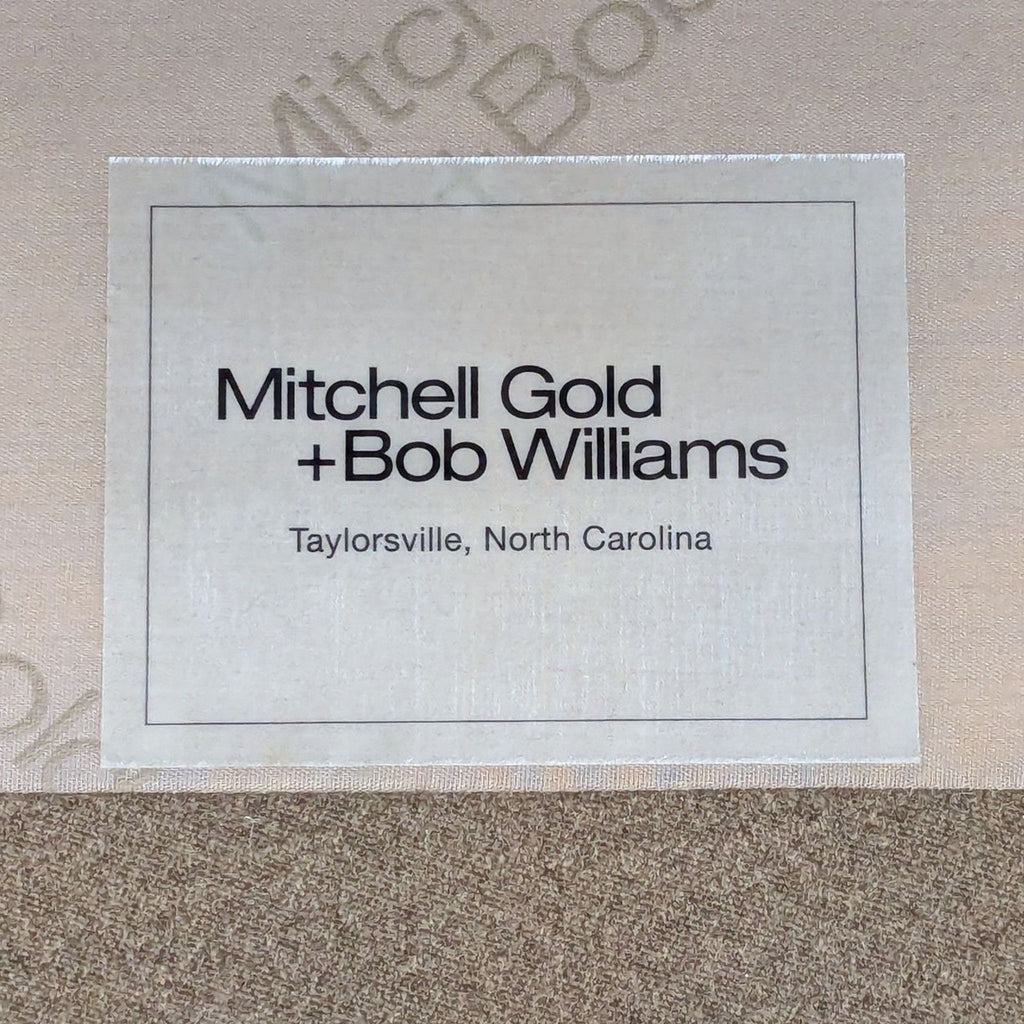 Mitchell Gold
+Bob Williams
Taylorsville, North Carolina